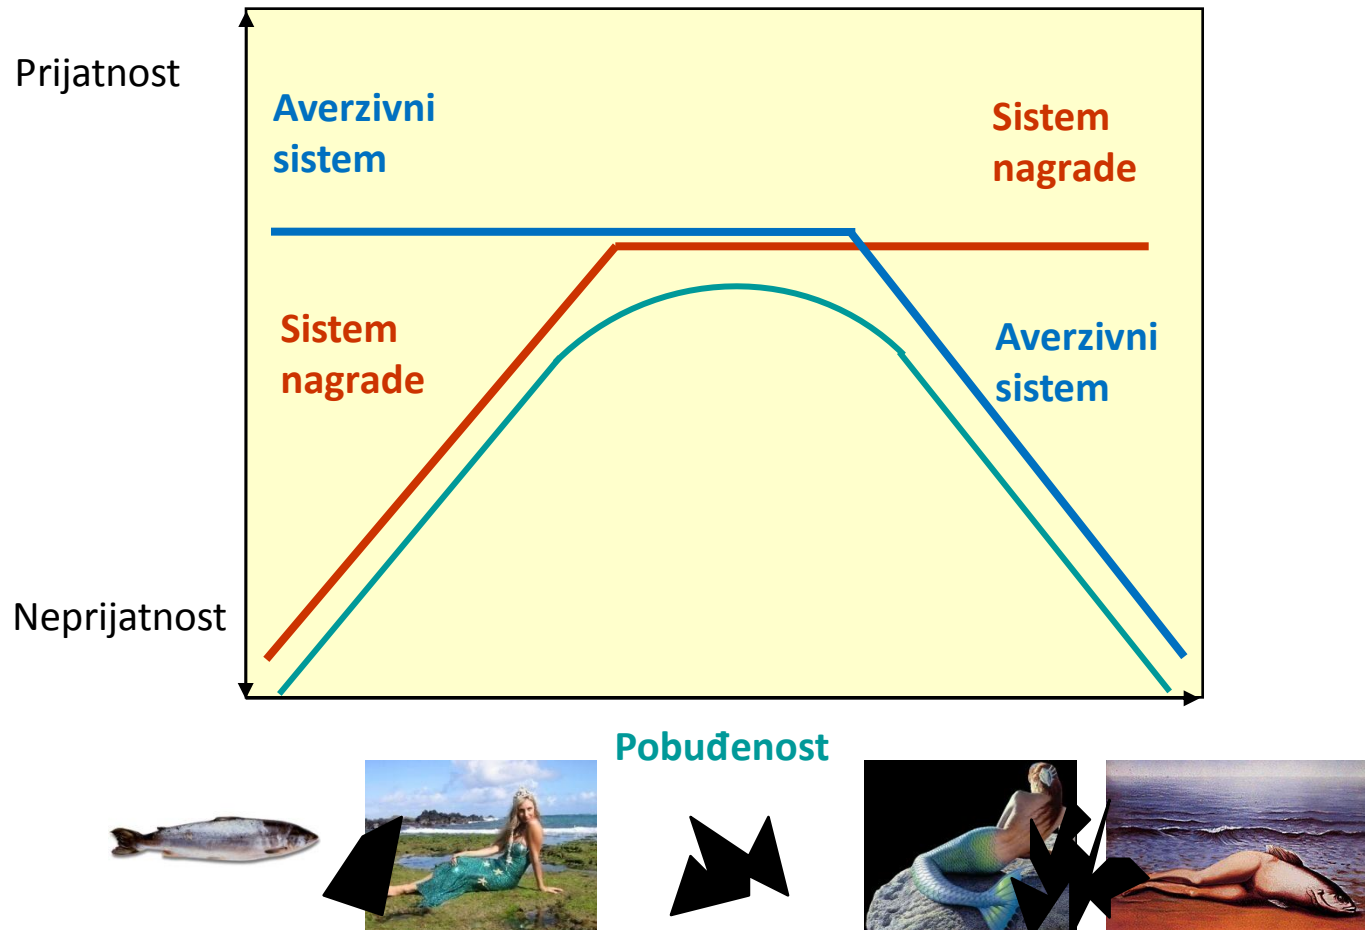 Prijatnost
Averzivni
sistem
Sistem
nagrade
Sistem
nagrade
Averzivni
sistem
Neprijatnost
Pobuđenost